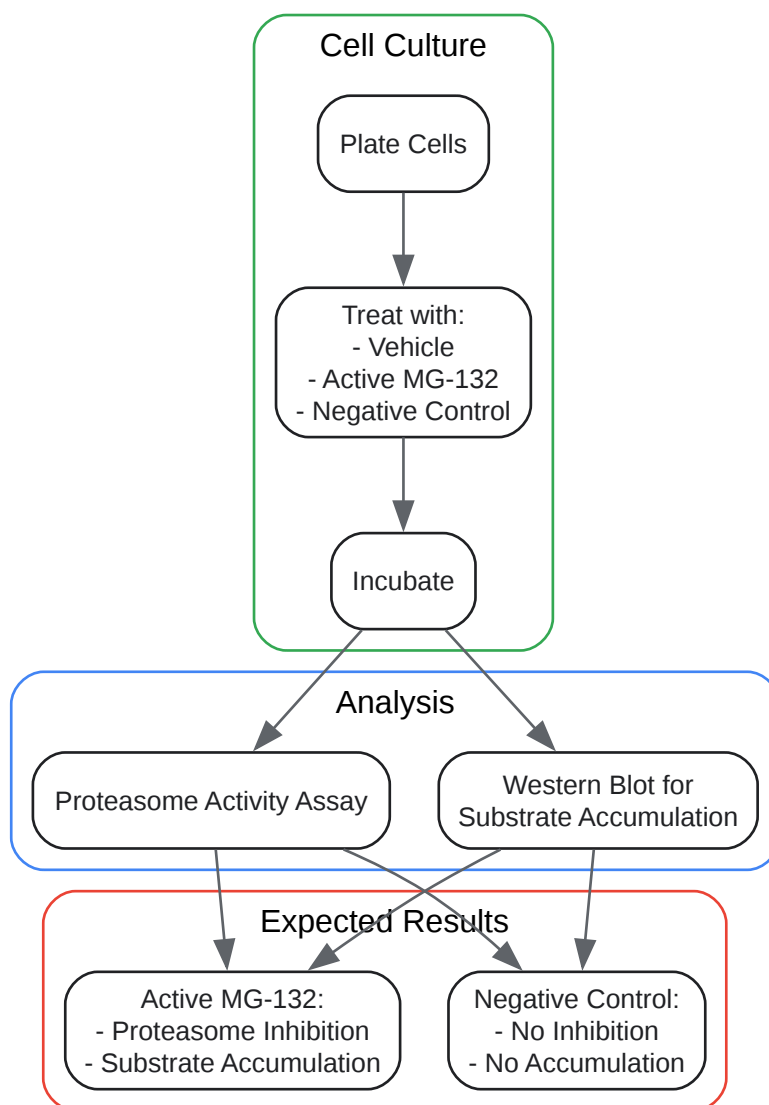 Cell Culture
Plate Cells
Treat with:
- Vehicle
- Active MG-132
- Negative Control
Incubate
Analysis
Proteasome Activity Assay
Western Blot for
Substrate Accumulation
Expected Results
Active MG-132:
- Proteasome Inhibition
- Substrate Accumulation
Negative Control:
- No Inhibition
- No Accumulation